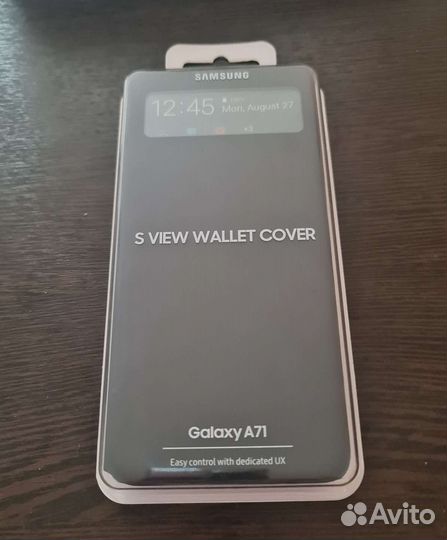 SAMSUNG
12:45
Mon, August 27
S VIEW WALLET COVER
Galaxy A71
Easy control with dedicated UX
Avito